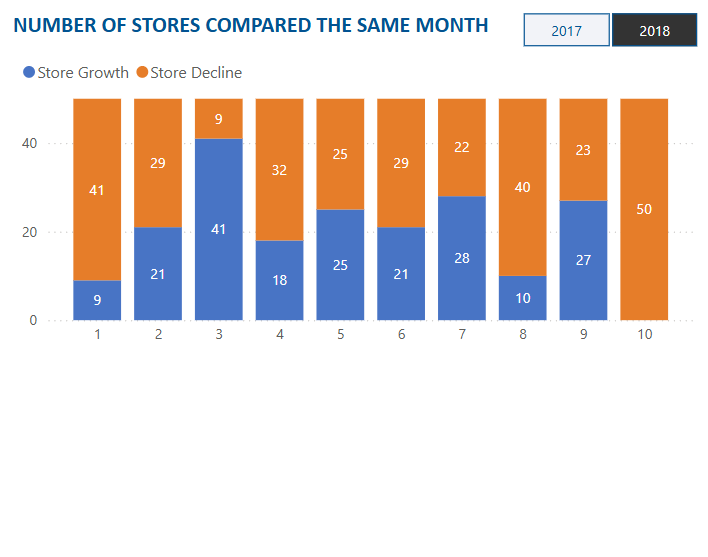 NUMBER OF STORES COMPARED THE SAME MONTH
2017 2018
Store Growth Store Decline
40
20
0
41 29 9 32 25 29 22 40 23 50
9 21 41 18 25 21 28 10 27
1 2 3 4 5 6 7 8 9 10